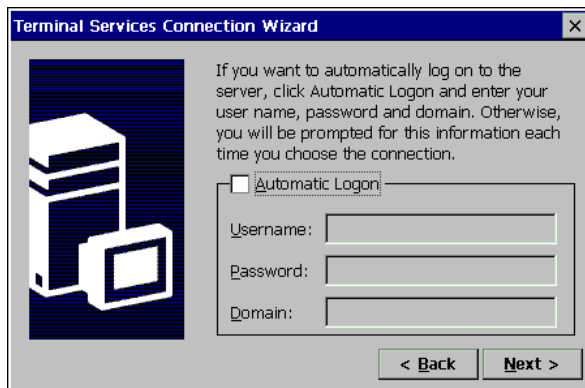 Terminal Services Connection Wizard
If you want to automatically log on to the
server, click Automatic Logon and enter your
user name, password and domain. Otherwise,
you will be prompted for this information each
time you choose the connection.
Automatic Logon
Username:
Password:
Domain:
< Back Next >